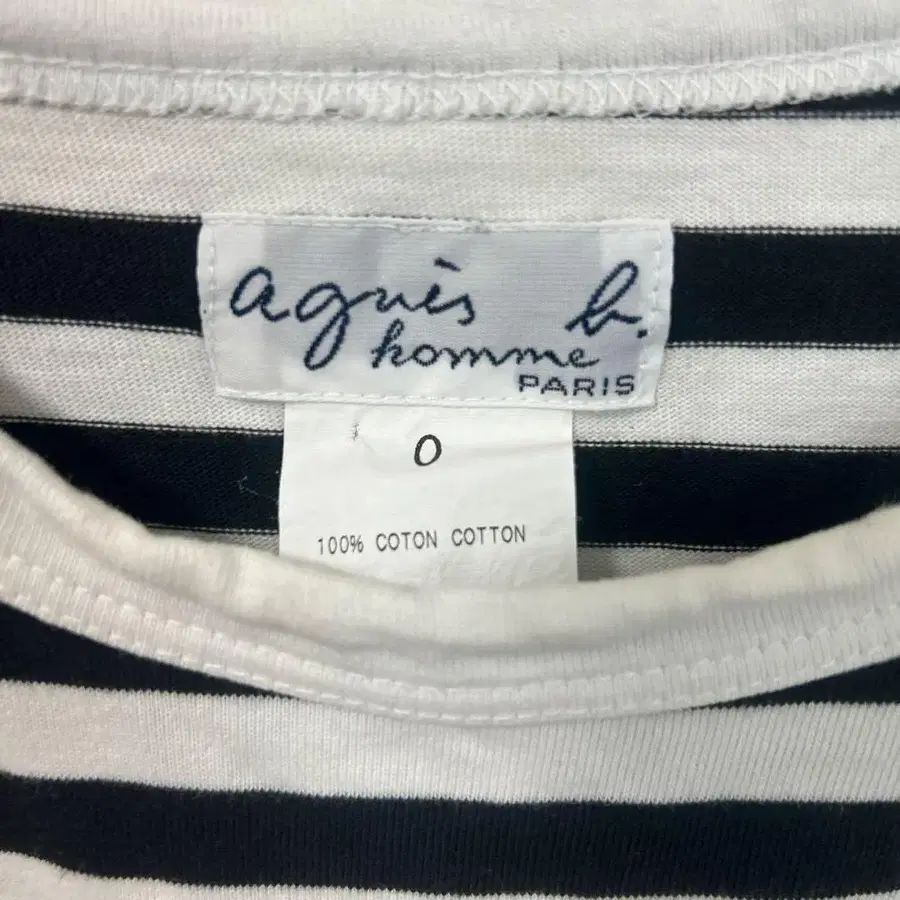 agnès b.
homme
PARIS
0
100% COTON COTTON